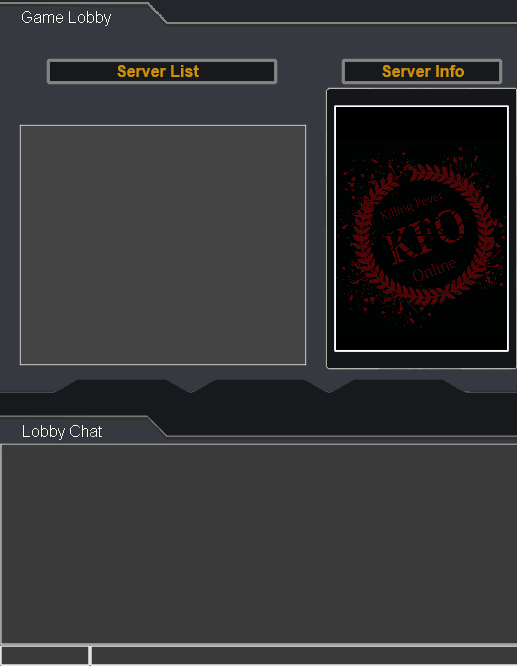 Game Lobby
Server List
Server Info
Killing Fever
KFO
Online
Lobby Chat